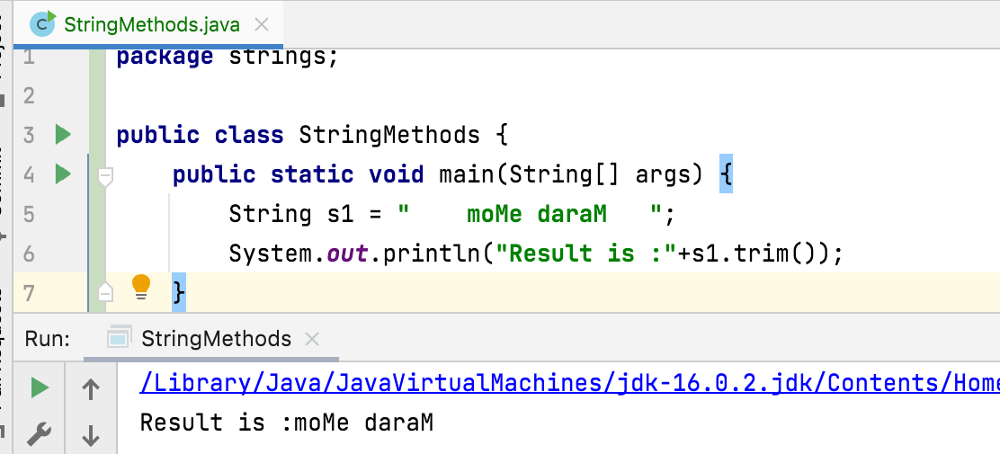 StringMethods.java
1 package strings;
2
3 public class StringMethods {
4     public static void main(String[] args) {
5         String s1 = "    moMe daraM   ";
6         System.out.println("Result is :"+s1.trim());
7     }
Run: StringMethods
/Library/Java/JavaVirtualMachines/jdk-16.0.2.jdk/Contents/Home
Result is :moMe daraM